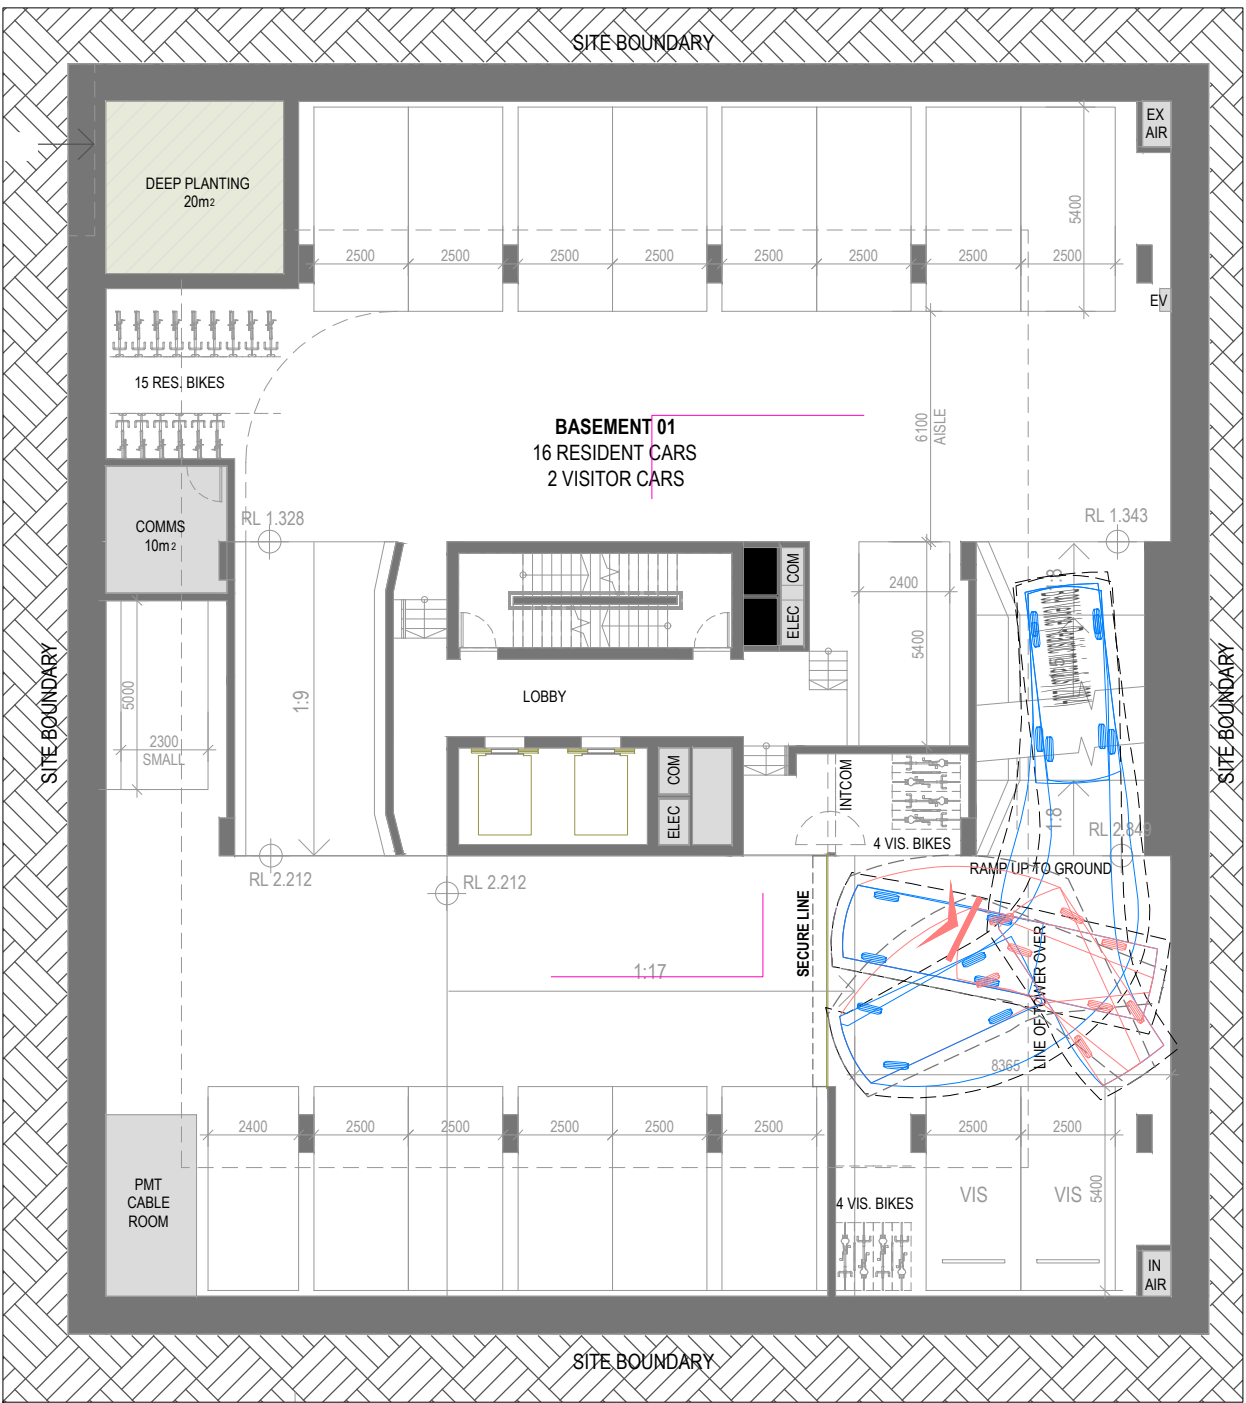 SITE BOUNDARY
EX
AIR
DEEP PLANTING
20m2
5400
2500
2500
2500
2500
2500
2500
2500
2500
EV
15 RES. BIKES
BASEMENT 01
16 RESIDENT CARS
2 VISITOR CARS
6100
AISLE
COMMS
10m2
RL 1.328
RL 1.343
COM
ELEC
2400
5400
1:8
SITE BOUNDARY
5000
2300
SMALL
1:9
LOBBY
SITE BOUNDARY
COM
ELEC
INTCOM
4 VIS. BIKES
1:8
RL 2.849
RAMP UP TO GROUND
RL 2.212
RL 2.212
SECURE LINE
1:17
LINE OF TOWER OVER
8365
2400
2500
2500
2500
2500
2500
2500
2500
PMT
CABLE
ROOM
4 VIS. BIKES
VIS
VIS
5400
IN
AIR
SITE BOUNDARY